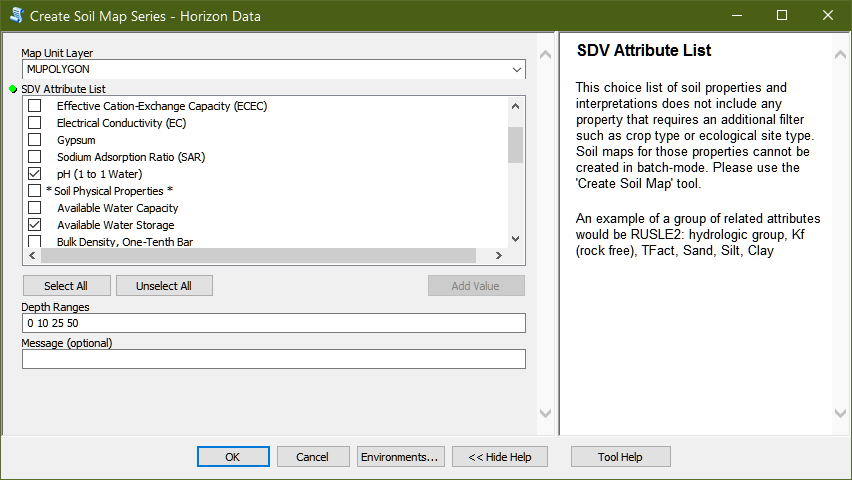 Create Soil Map Series - Horizon Data
Map Unit Layer
MUPOLYGON
SDV Attribute List
Effective Cation-Exchange Capacity (ECEC)
Electrical Conductivity (EC)
Gypsum
Sodium Adsorption Ratio (SAR)
pH (1 to 1 Water)
* Soil Physical Properties *
Available Water Capacity
Available Water Storage
Bulk Density, One-Tenth Bar
Select All
Unselect All
Add Value
Depth Ranges
0 10 25 50
Message (optional)
SDV Attribute List
This choice list of soil properties and
interpretations does not include any
property that requires an additional filter
such as crop type or ecological site type.
Soil maps for those properties cannot be
created in batch-mode. Please use the
'Create Soil Map' tool.
An example of a group of related attributes
would be RUSLE2: hydrologic group, Kf
(rock free), TFact, Sand, Silt, Clay
OK
Cancel
Environments...
<< Hide Help
Tool Help